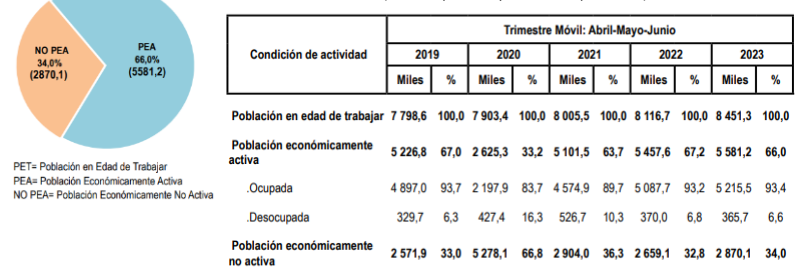 NO PEA
34,0%
(2870,1)
PEA
66,0%
(5581,2)
PET= Población en Edad de Trabajar
PEA= Población Económicamente Activa
NO PEA= Población Económicamente No Activa
Condición de actividad
Trimestre Móvil: Abril-Mayo-Junio
2019 2020 2021 2022 2023
Miles % Miles % Miles % Miles % Miles %
Población en edad de trabajar 7 798,6 100,0 7 903,4 100,0 8 005,5 100,0 8 116,7 100,0 8 451,3 100,0
Población económicamente
activa 5 226,8 67,0 2 625,3 33,2 5 101,5 63,7 5 457,6 67,2 5 581,2 66,0
.Ocupada 4 897,0 93,7 2 197,9 83,7 4 574,9 89,7 5 087,7 93,2 5 215,5 93,4
.Desocupada 329,7 6,3 427,4 16,3 526,7 10,3 370,0 6,8 365,7 6,6
Población económicamente
no activa 2 571,9 33,0 5 278,1 66,8 2 904,0 36,3 2 659,1 32,8 2 870,1 34,0